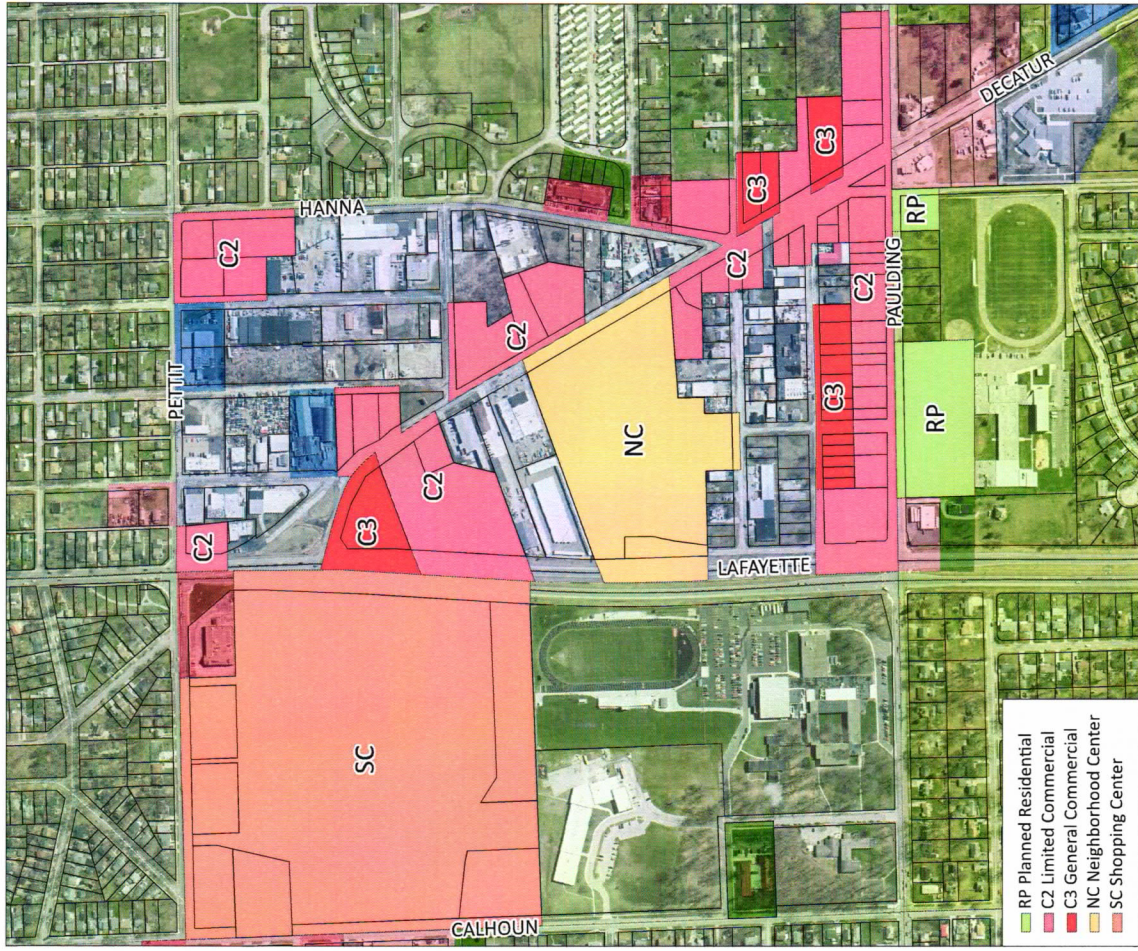 HANNA
C2
PETTIT
C2
C2
C3
C3
C2
DECATUR
RP
PAULDING
C2
C2
C3
NC
C3
RP
C2
LAFAYETTE
SC
CALHOUN
RP Planned Residential
C2 Limited Commercial
C3 General Commercial
NC Neighborhood Center
SC Shopping Center